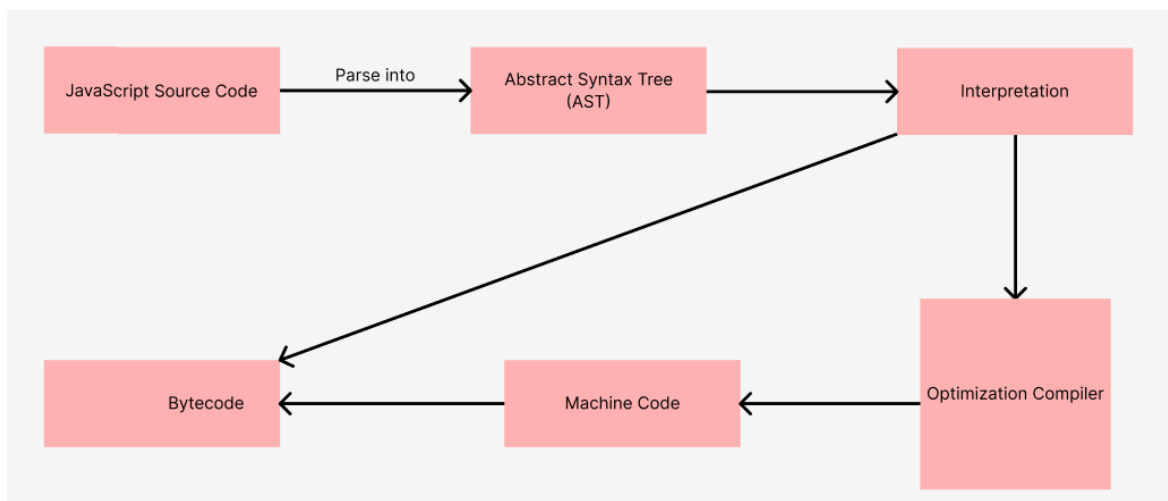 JavaScript Source Code
Parse into
Abstract Syntax Tree
(AST)
Interpretation
Bytecode
Machine Code
Optimization Compiler